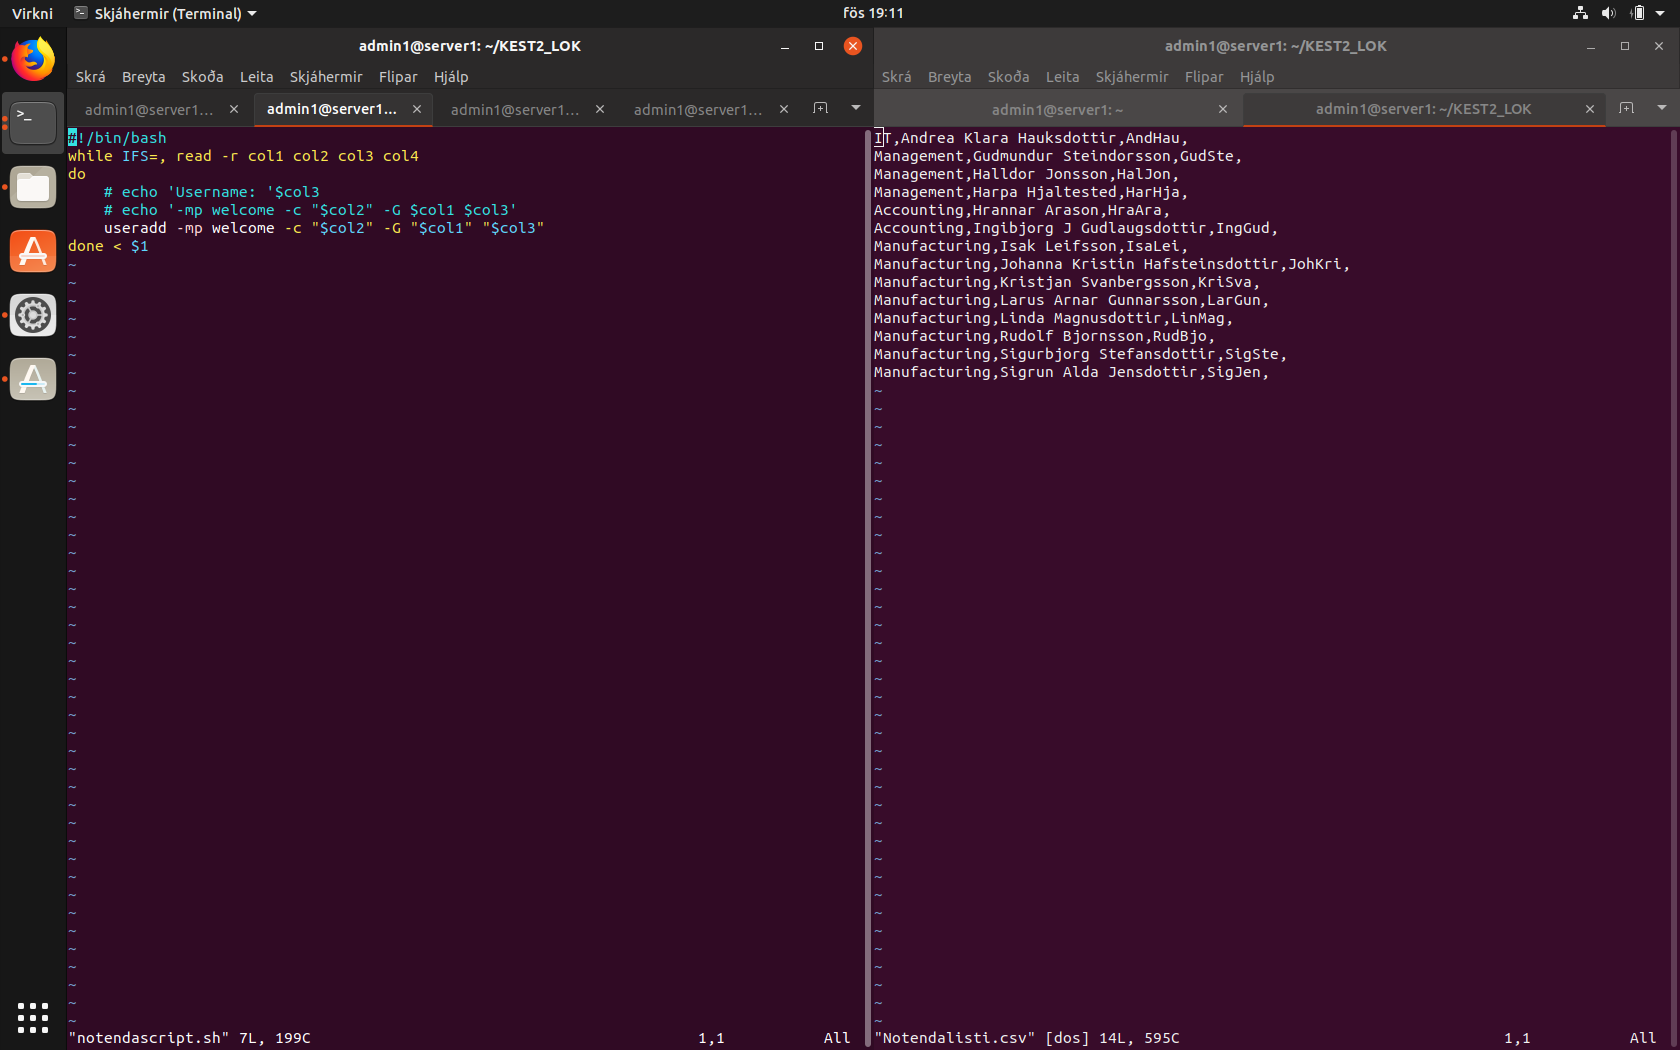 Virkni Skjáhermir (Terminal) fös 19:11
admin1@server1: ~/KEST2_LOK
Skrá Breyta Skoða Leita Skjáhermir Flipar Hjálp
admin1@server1... admin1@server1... admin1@server1... admin1@server1...
#!/bin/bash
while IFS=, read -r col1 col2 col3 col4
do
    # echo 'Username: '$col3
    # echo '-mp welcome -c "$col2" -G $col1 $col3'
    useradd -mp welcome -c "$col2" -G "$col1" "$col3"
done < $1
"notendascript.sh" 7L, 199C 1,1 All
admin1@server1: ~/KEST2_LOK
Skrá Breyta Skoða Leita Skjáhermir Flipar Hjálp
admin1@server1: ~ admin1@server1: ~/KEST2_LOK
IT,Andrea Klara Hauksdottir,AndHau,
Management,Gudmundur Steindorsson,GudSte,
Management,Halldor Jonsson,HalJon,
Management,Harpa Hjaltested,HarHja,
Accounting,Hrannar Arason,HraAra,
Accounting,Ingibjorg J Gudlaugsdottir,IngGud,
Manufacturing,Isak Leifsson,IsaLei,
Manufacturing,Johanna Kristin Hafsteinsdottir,JohKri,
Manufacturing,Kristjan Svanbergsson,KriSva,
Manufacturing,Larus Arnar Gunnarsson,LarGun,
Manufacturing,Linda Magnusdottir,LinMag,
Manufacturing,Rudolf Bjornsson,RudBjo,
Manufacturing,Sigurbjorg Stefansdottir,SigSte,
Manufacturing,Sigrun Alda Jensdottir,SigJen,
"Notendalisti.csv" [dos] 14L, 595C 1,1 All